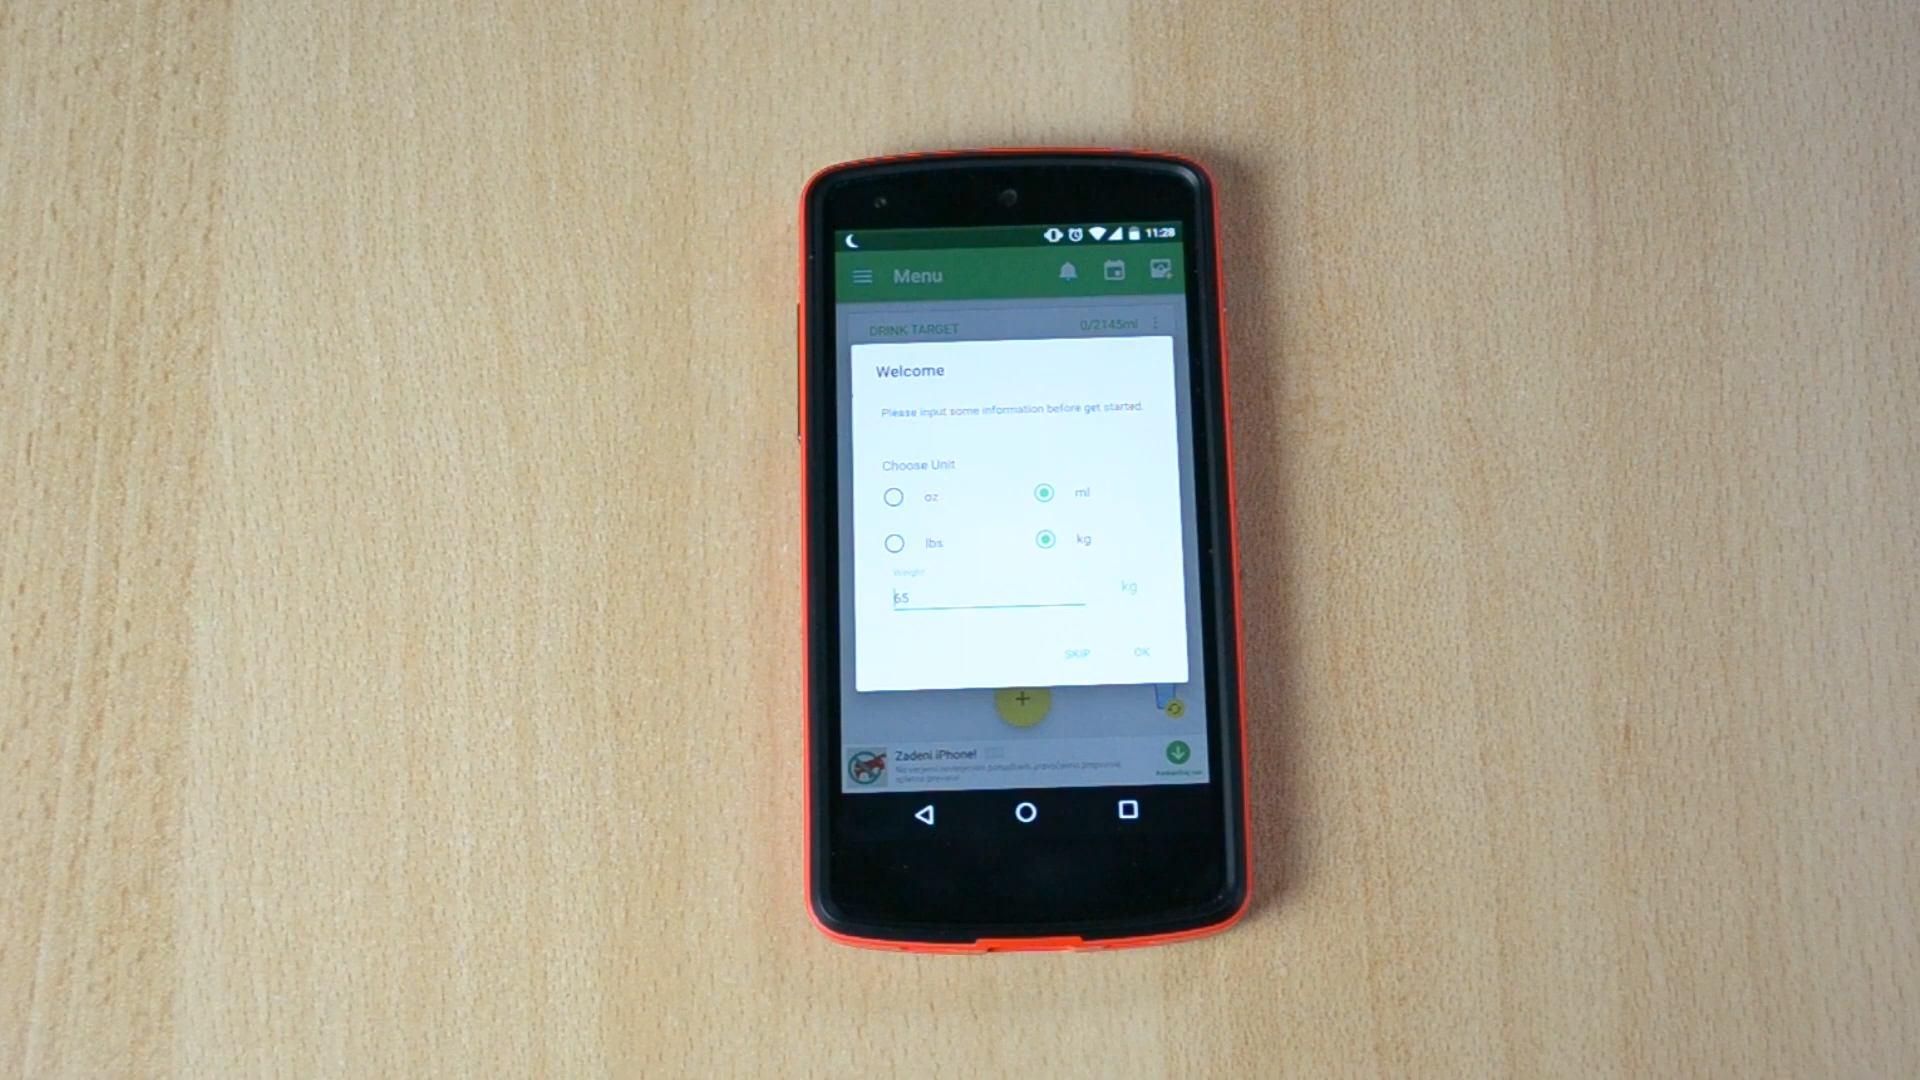 11:28
Menu
DRINK TARGET 0/2145ml
Welcome
Please input some information before get started.
Choose Unit
oz ml
lbs kg
Weight
65 kg
SKIP OK
Zadeni iPhone!